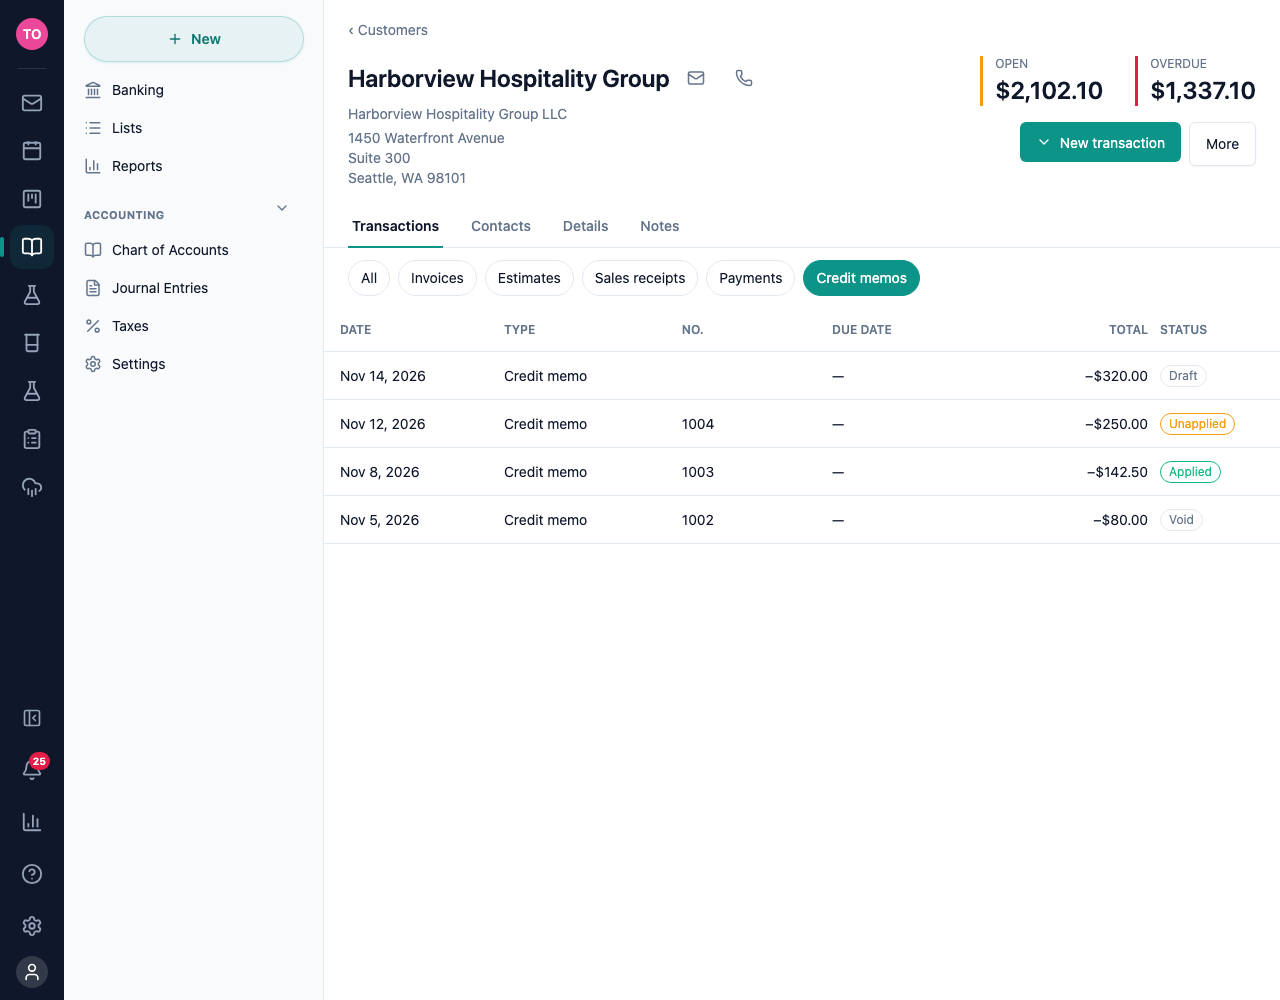 TO
25
New
Banking
Lists
Reports
ACCOUNTING
Chart of Accounts
Journal Entries
Taxes
Settings
‹ Customers
Harborview Hospitality Group
Harborview Hospitality Group LLC
1450 Waterfront Avenue
Suite 300
Seattle, WA 98101
OPEN
$2,102.10
OVERDUE
$1,337.10
New transaction
More
Transactions Contacts Details Notes
All Invoices Estimates Sales receipts Payments Credit memos
DATE TYPE NO. DUE DATE TOTAL STATUS
Nov 14, 2026 Credit memo — –$320.00 Draft
Nov 12, 2026 Credit memo 1004 — –$250.00 Unapplied
Nov 8, 2026 Credit memo 1003 — –$142.50 Applied
Nov 5, 2026 Credit memo 1002 — –$80.00 Void